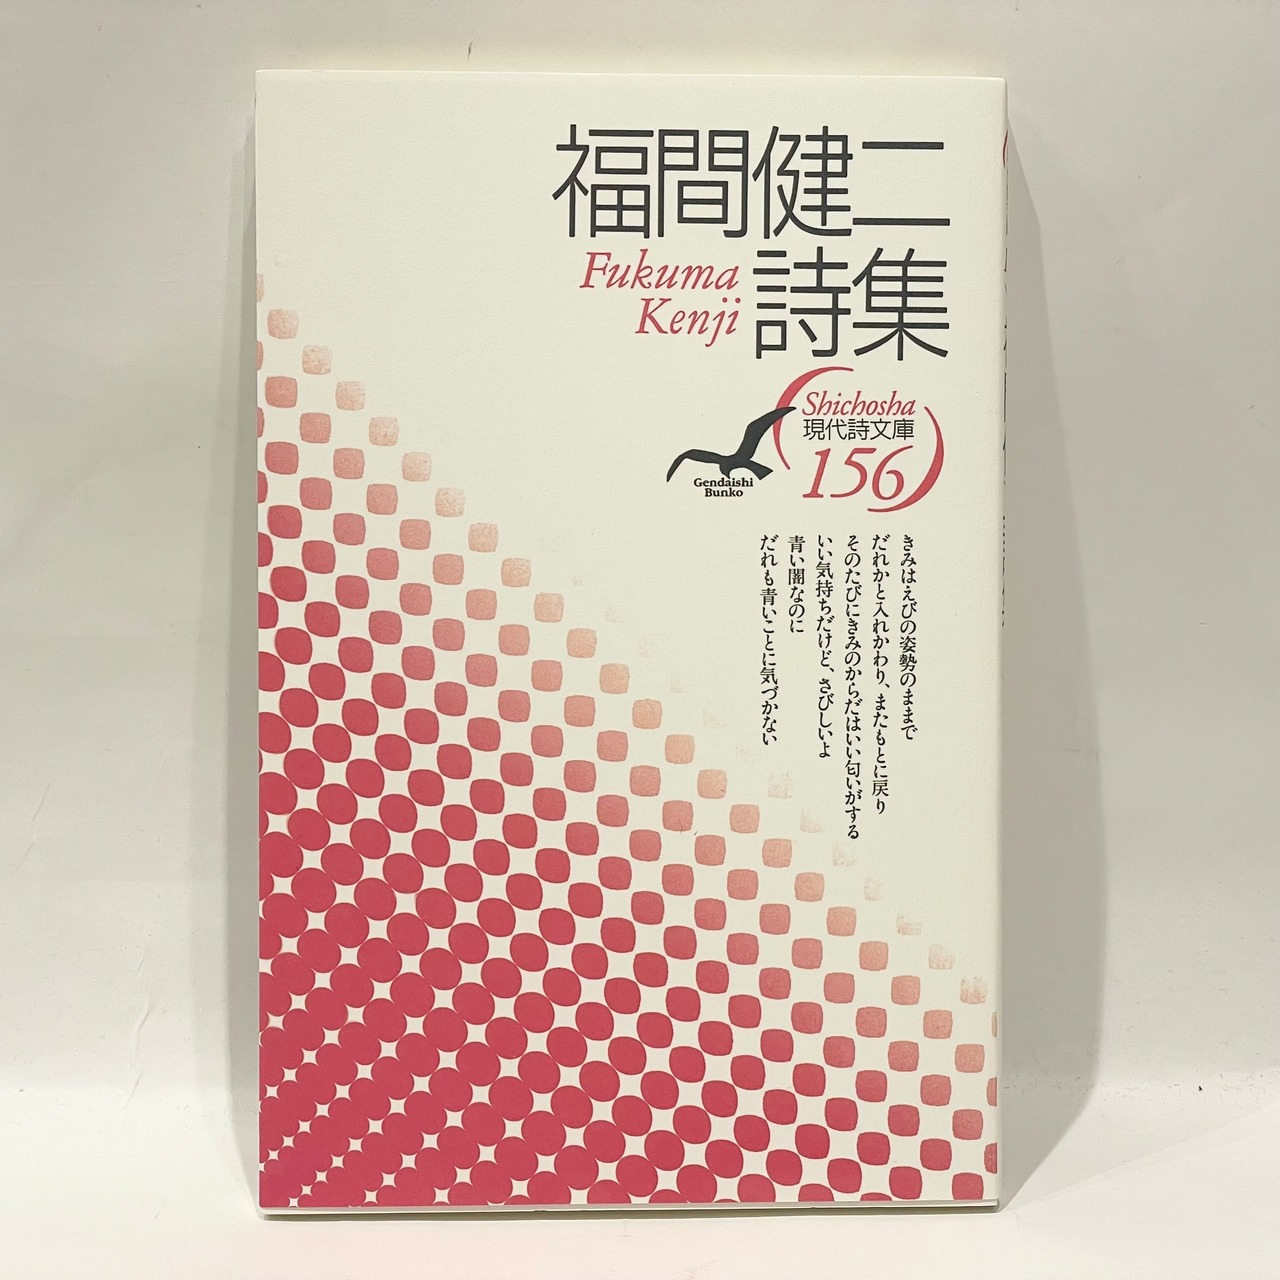 福間健二
詩集
Fukuma
Kenji
Shichosha
現代詩文庫
156
Gendaishi
Bunko
きみはえびの姿勢のままで
だれかと入れかわり、またもとに戻り
そのたびにきみのからだはいい匂いがする
いい気持ちだけど、さびしいよ
青い闇なのに
だれも青いことに気づかない